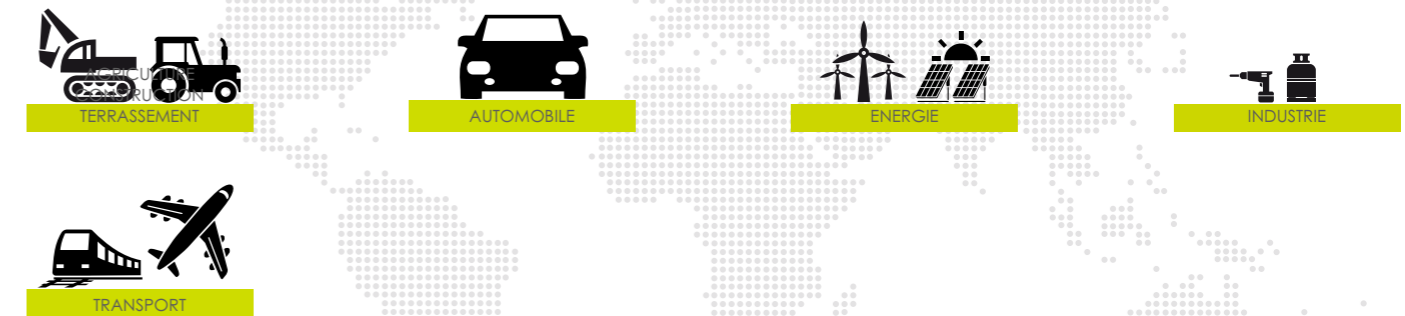 AGRICULTURE
CONSTRUCTION
TERRASSEMENT
AUTOMOBILE
ENERGIE
INDUSTRIE
TRANSPORT